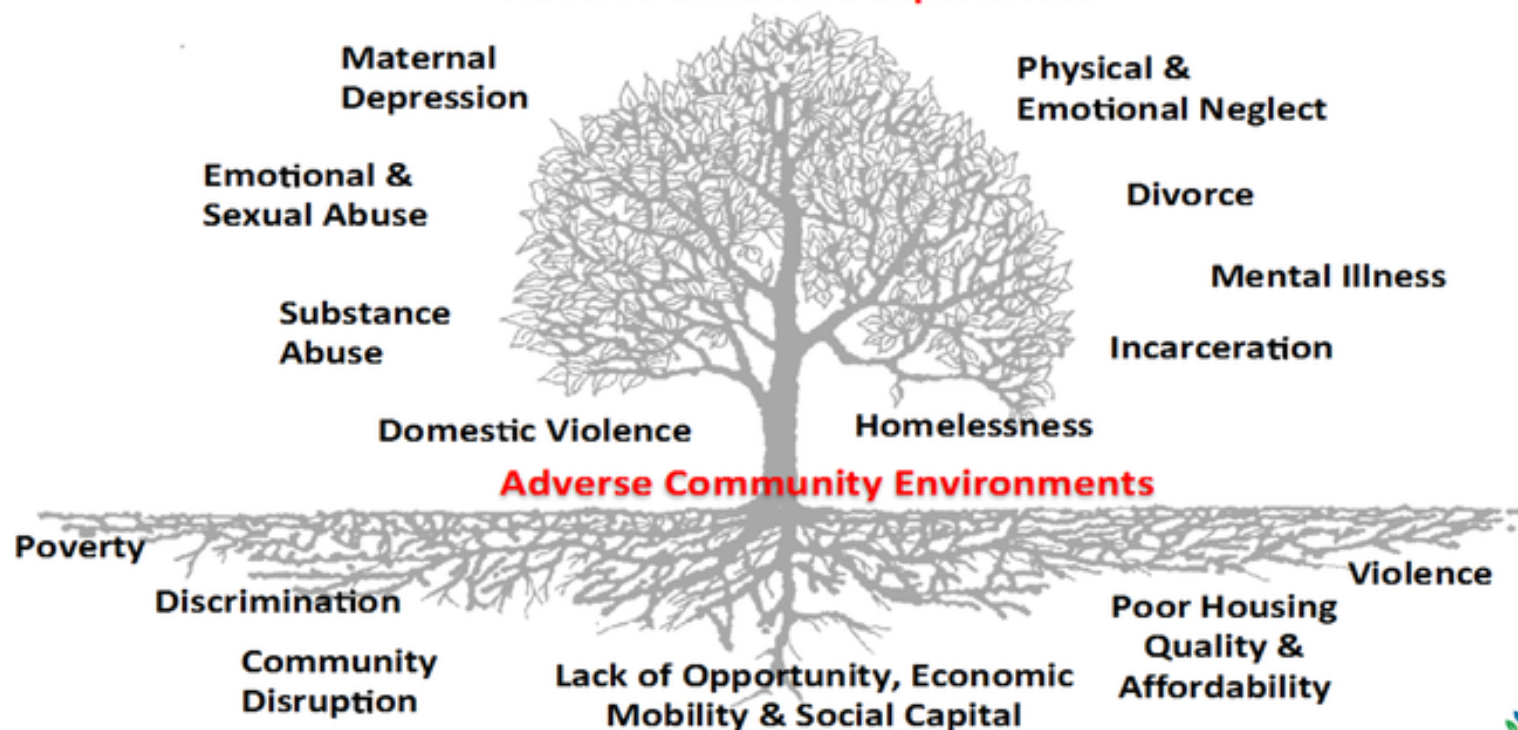 Maternal
Depression
Physical &
Emotional Neglect
Emotional &
Sexual Abuse
Divorce
Mental Illness
Substance
Abuse
Incarceration
Domestic Violence
Homelessness
Adverse Community Environments
Poverty
Violence
Discrimination
Poor Housing
Quality &
Affordability
Community
Disruption
Lack of Opportunity, Economic
Mobility & Social Capital